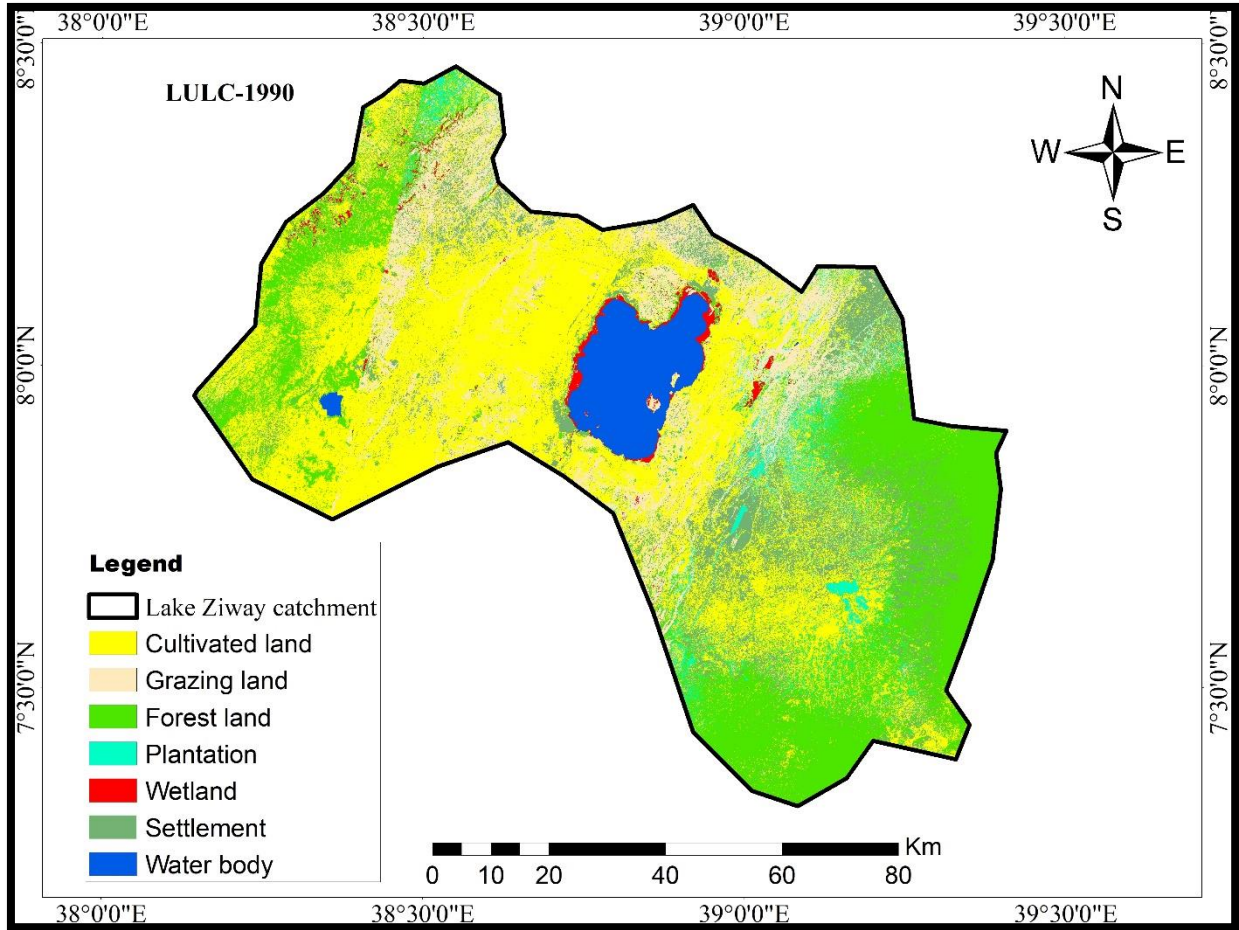 38°0'0"E 38°30'0"E 39°0'0"E 39°30'0"E
8°30'0"N 8°30'0"N
LULC-1990
N
W E
S
8°0'0"N 8°0'0"N
7°30'0"N 7°30'0"N
Legend
Lake Ziway catchment
Cultivated land
Grazing land
Forest land
Plantation
Wetland
Settlement
Water body
Km
0 10 20 40 60 80
38°0'0"E 38°30'0"E 39°0'0"E 39°30'0"E